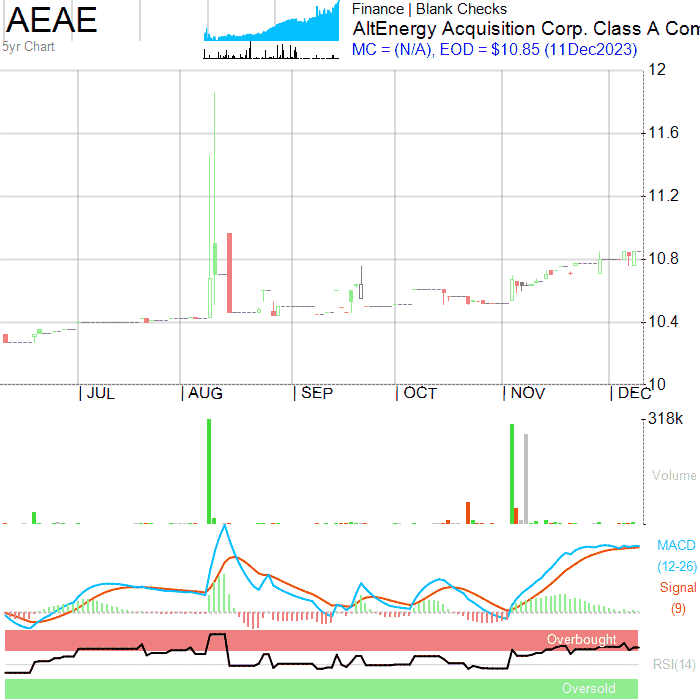 AEAE
5yr Chart
Finance | Blank Checks
AltEnergy Acquisition Corp. Class A Com
MC = (N/A), EOD = $10.85 (11Dec2023)
12
11.6
11.2
10.8
10.4
10
| JUL | AUG | SEP | OCT | NOV | DEC
318k
Volume
MACD
(12-26)
Signal
(9)
Overbought
RSI(14)
Oversold